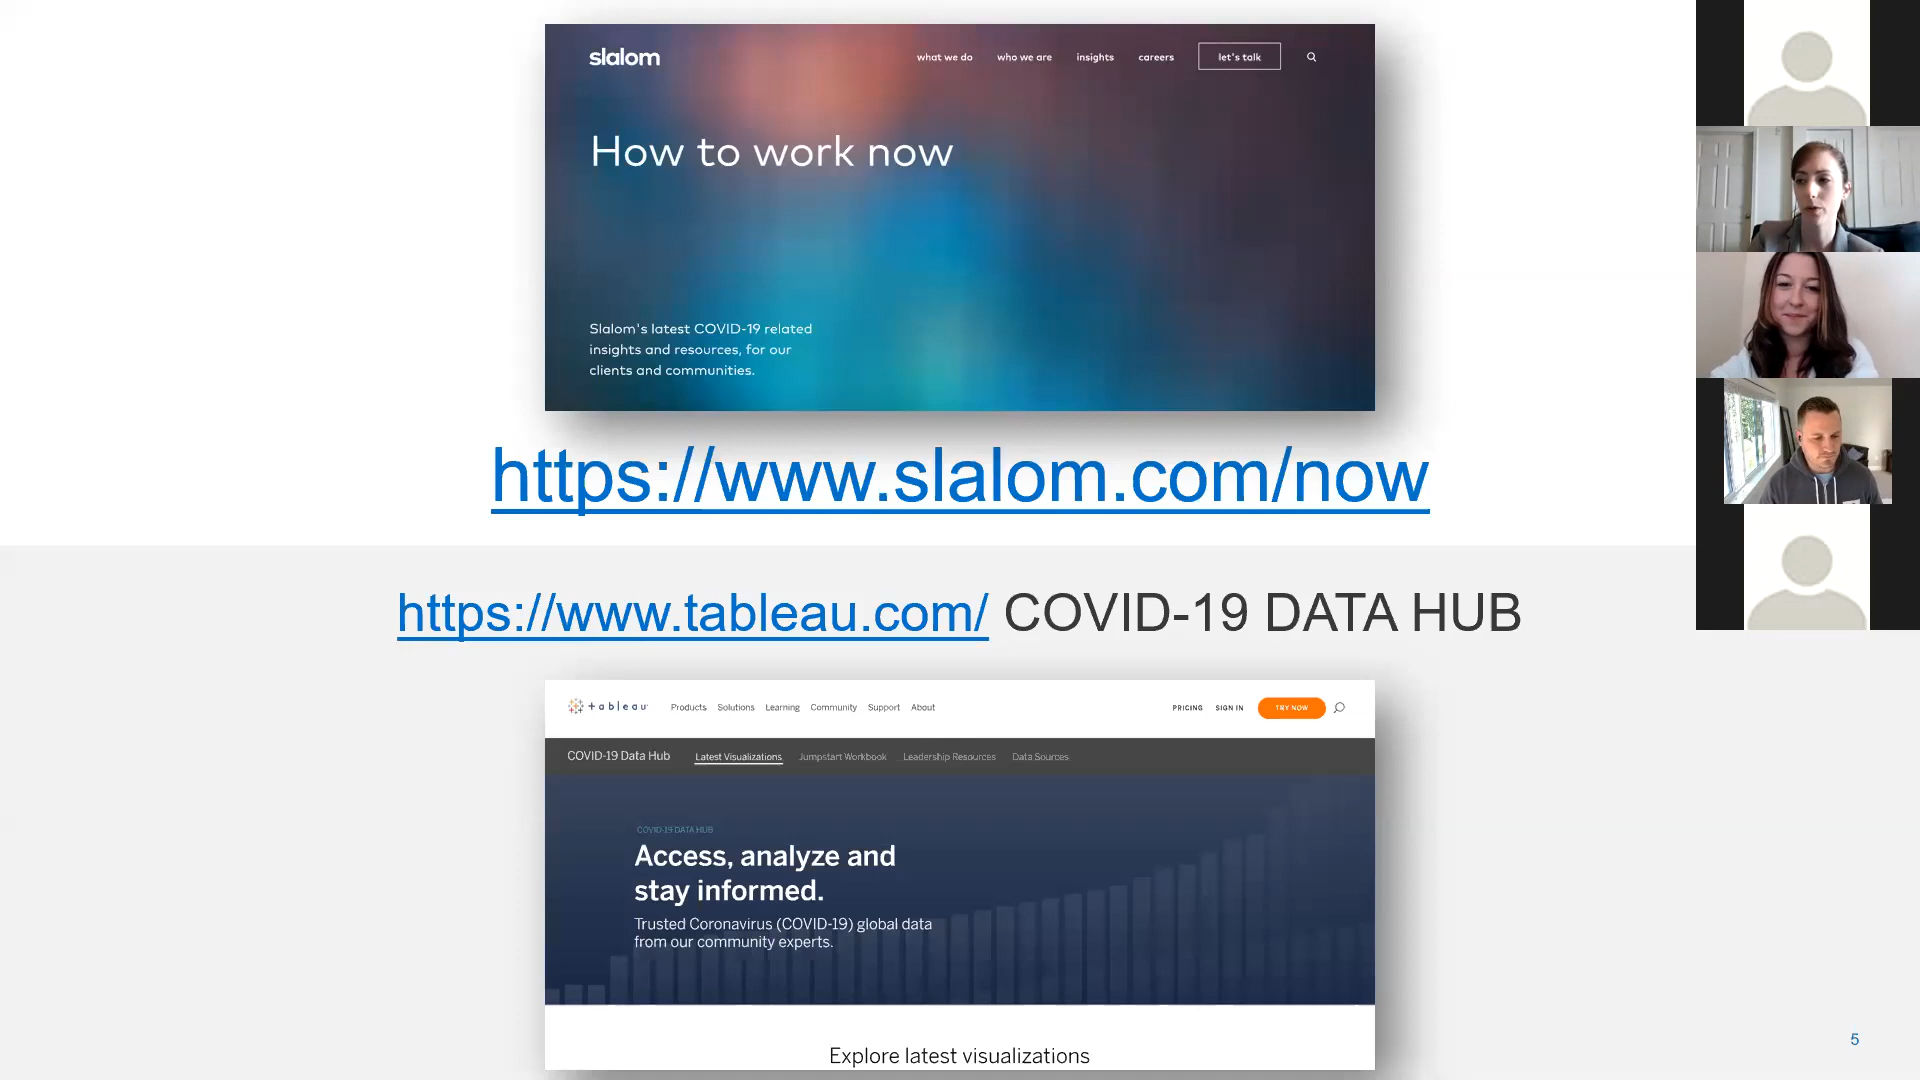 slalom
what we do who we are insights careers let's talk
How to work now
Slalom's latest COVID-19 related
insights and resources, for our
clients and communities.
https://www.slalom.com/now
https://www.tableau.com/ COVID-19 DATA HUB
+ableau
Products Solutions Learning Community Support About PRICING SIGN IN TRY NOW
COVID-19 Data Hub Latest Visualizations Jumpstart Workbook Leadership Resources Data Sources
COVID-19 DATA HUB
Access, analyze and
stay informed.
Trusted Coronavirus (COVID-19) global data
from our community experts.
Explore latest visualizations
5